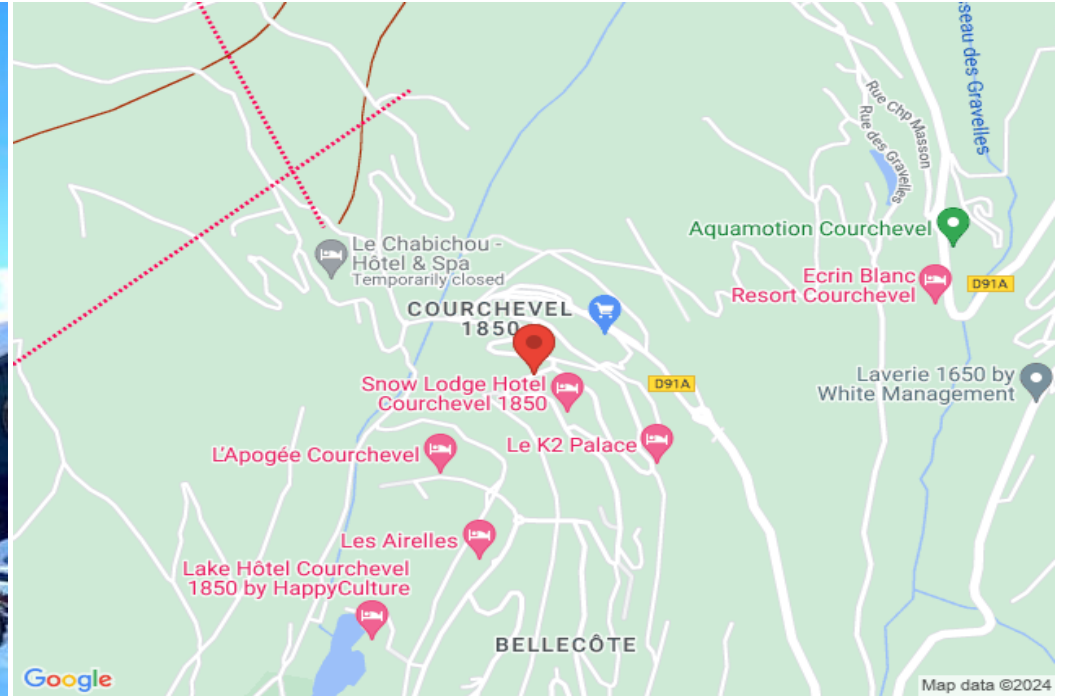 sseau des Gravelles
Rue Chp Masson
Rue des Gravelles
Aquamotion Courchevel
Le Chabichou -
Hôtel & Spa
Temporarily closed
Ecrin Blanc
Resort Courchevel
D91A
COURCHEVEL
1850
Snow Lodge Hotel
Courchevel 1850
D91A
Laverie 1650 by
White Management
L'Apogée Courchevel
Le K2 Palace
Les Airelles
Lake Hôtel Courchevel
1850 by HappyCulture
BELLECÔTE
Google
Map data ©2024